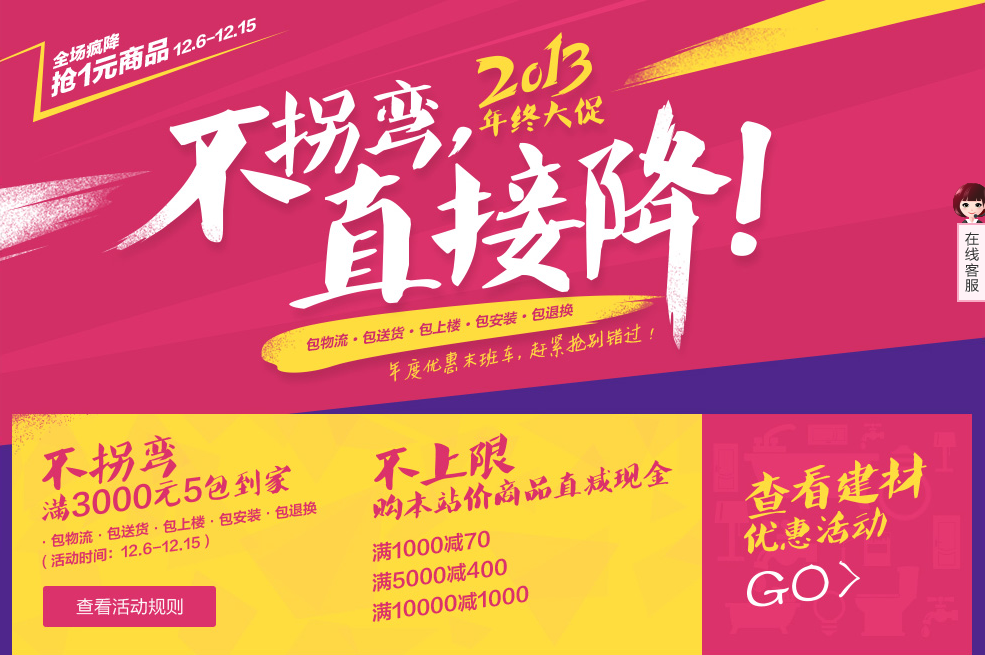 全场疯降
抢1元商品 12.6-12.15
2013
年终大促
不拐弯,
直接降!
包物流·包送货·包上楼·包安装·包退换
年度优惠末班车,赶紧抢别错过!
在线客服
不拐弯
满3000元5包到家
·包物流·包送货·包上楼·包安装·包退换
(活动时间:12.6-12.15)
查看活动规则
不上限
购本站价商品直减现金
满1000减70
满5000减400
满10000减1000
查看建材
优惠活动
GO>